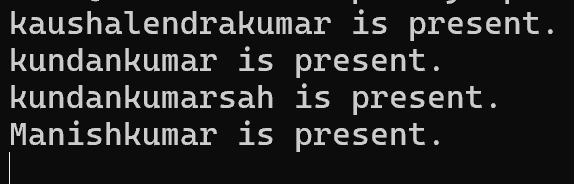 kaushalendrakumar is present.
kundankumar is present.
kundankumarsah is present.
Manishkumar is present.